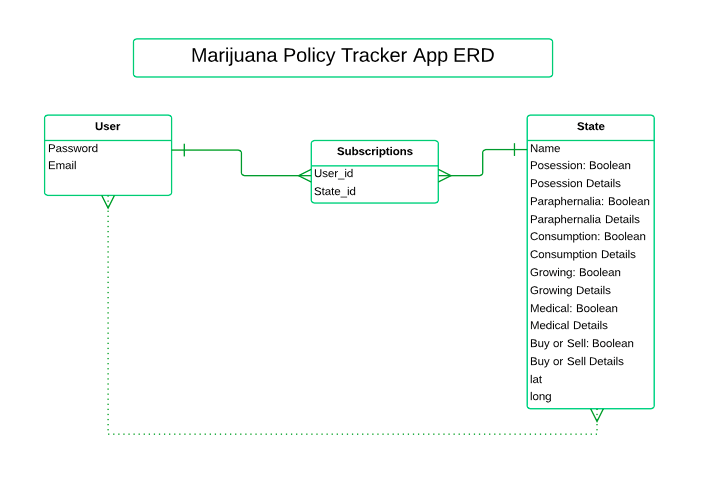 Marijuana Policy Tracker App ERD
User
Password
Email
Subscriptions
User_id
State_id
State
Name
Posession: Boolean
Posession Details
Paraphernalia: Boolean
Paraphernalia Details
Consumption: Boolean
Consumption Details
Growing: Boolean
Growing Details
Medical: Boolean
Medical Details
Buy or Sell: Boolean
Buy or Sell Details
lat
long